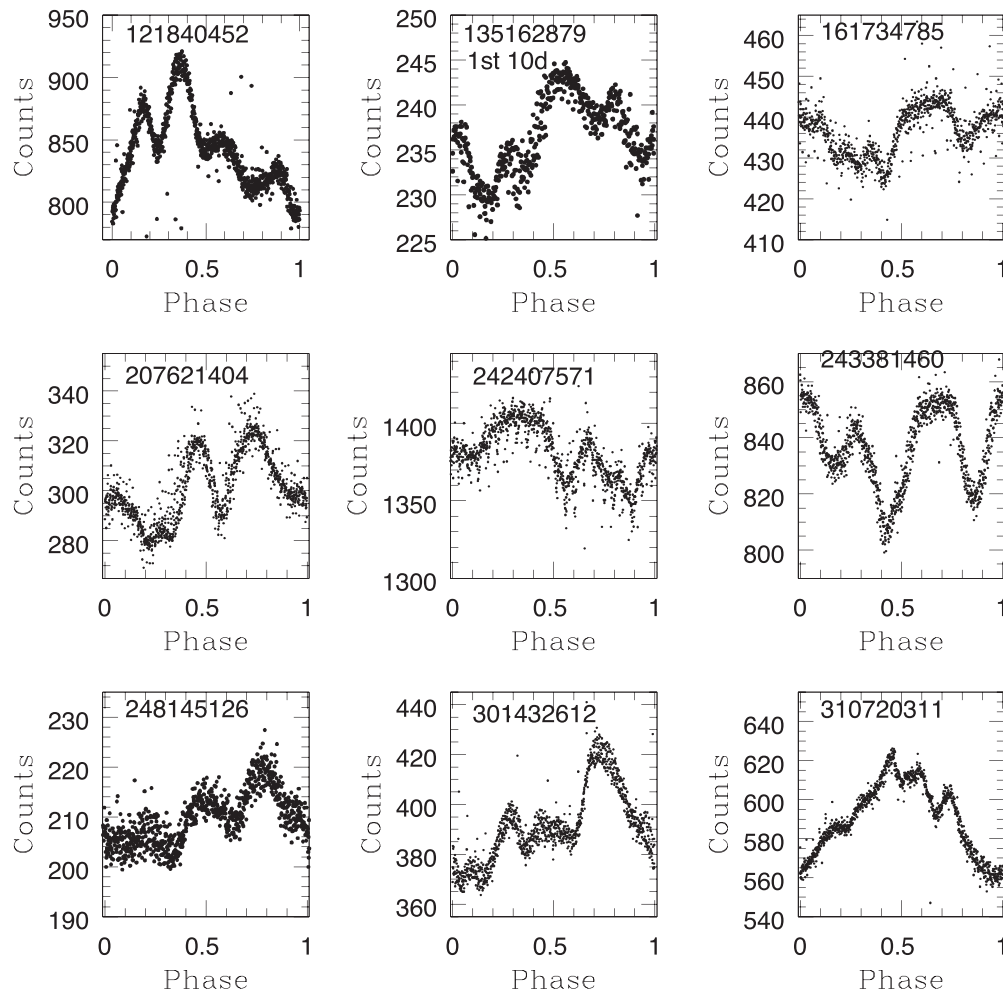 121840452
950
900
850
800
Counts
0 0.5 1
Phase
135162879
1st 10d
250
245
240
235
230
225
Counts
0 0.5 1
Phase
161734785
460
450
440
430
420
410
Counts
0 0.5 1
Phase
207621404
340
320
300
280
Counts
0 0.5 1
Phase
242407571
1400
1350
1300
Counts
0 0.5 1
Phase
243381460
860
840
820
800
Counts
0 0.5 1
Phase
248145126
230
220
210
200
190
Counts
0 0.5 1
Phase
301432612
440
420
400
380
360
Counts
0 0.5 1
Phase
310720311
640
620
600
580
560
540
Counts
0 0.5 1
Phase